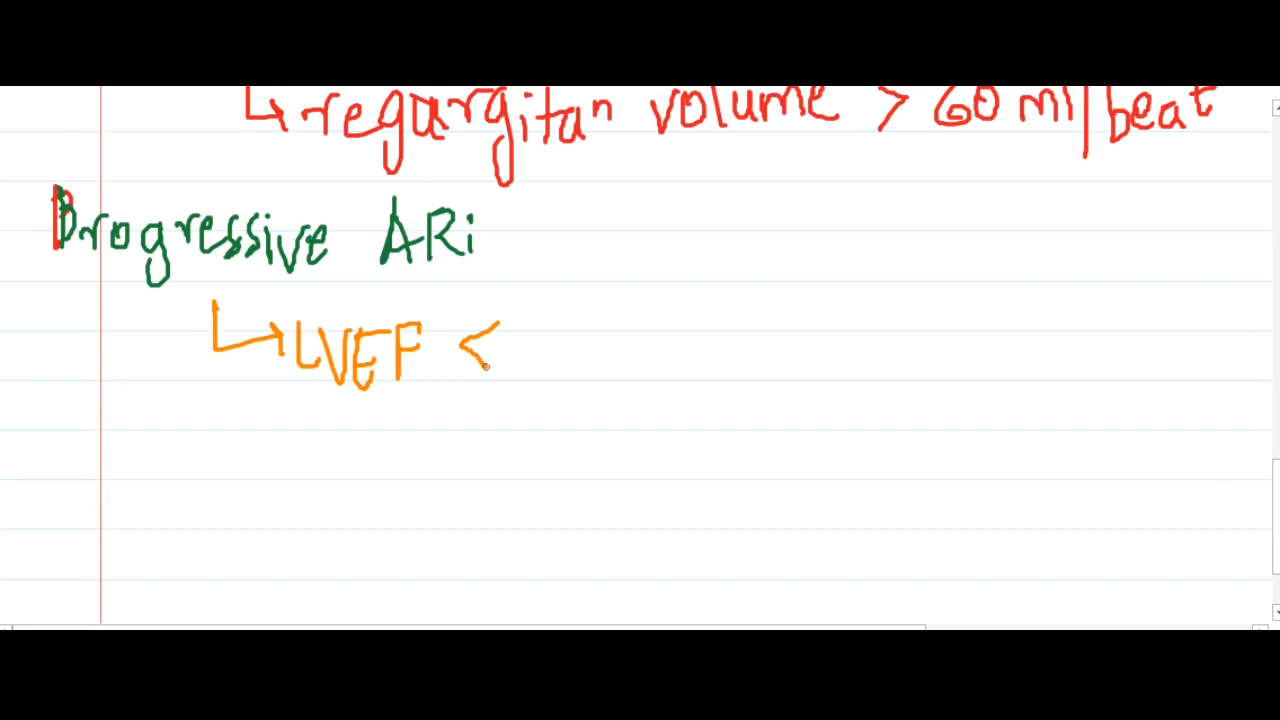 ↳ regurgitan volume > 60 ml/beat
Progressive ARi
↳ LVEF <